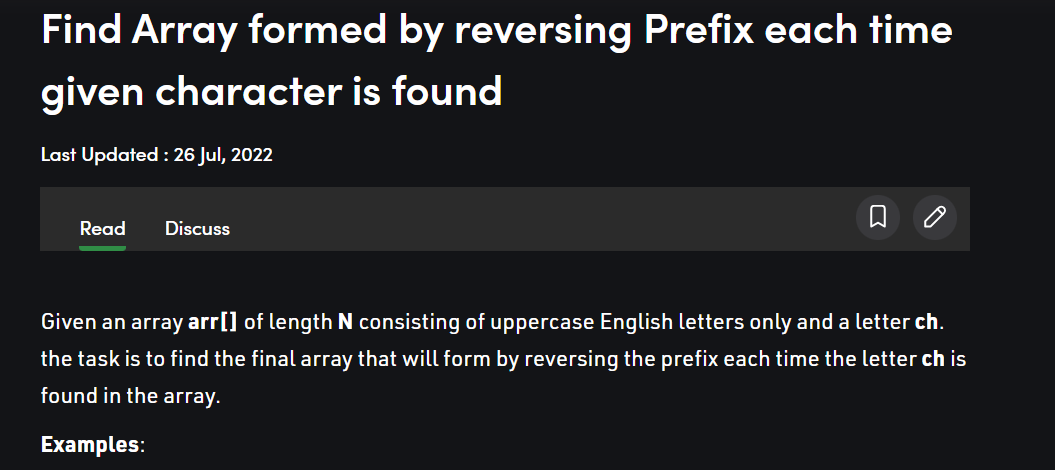 Find Array formed by reversing Prefix each time
given character is found
Last Updated : 26 Jul, 2022
Read Discuss
Given an array arr[] of length N consisting of uppercase English letters only and a letter ch.
the task is to find the final array that will form by reversing the prefix each time the letter ch is
found in the array.
Examples: